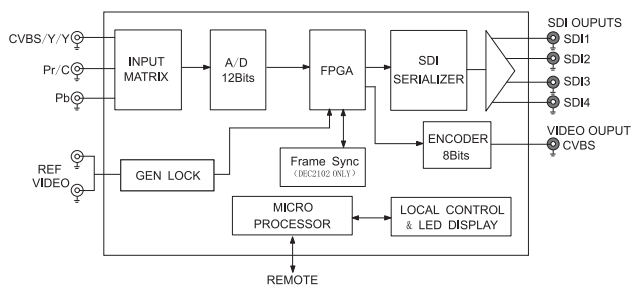 SDI OUPUTS
CVBS/Y/Y
Pr/C
Pb
INPUT
MATRIX
A/D
12Bits
FPGA
SDI
SERIALIZER
SDI1
SDI2
SDI3
SDI4
VIDEO OUPUT
CVBS
ENCODER
8Bits
REF
VIDEO
GEN LOCK
Frame Sync
(DEC2102 ONLY)
MICRO
PROCESSOR
LOCAL CONTROL
& LED DISPLAY
REMOTE